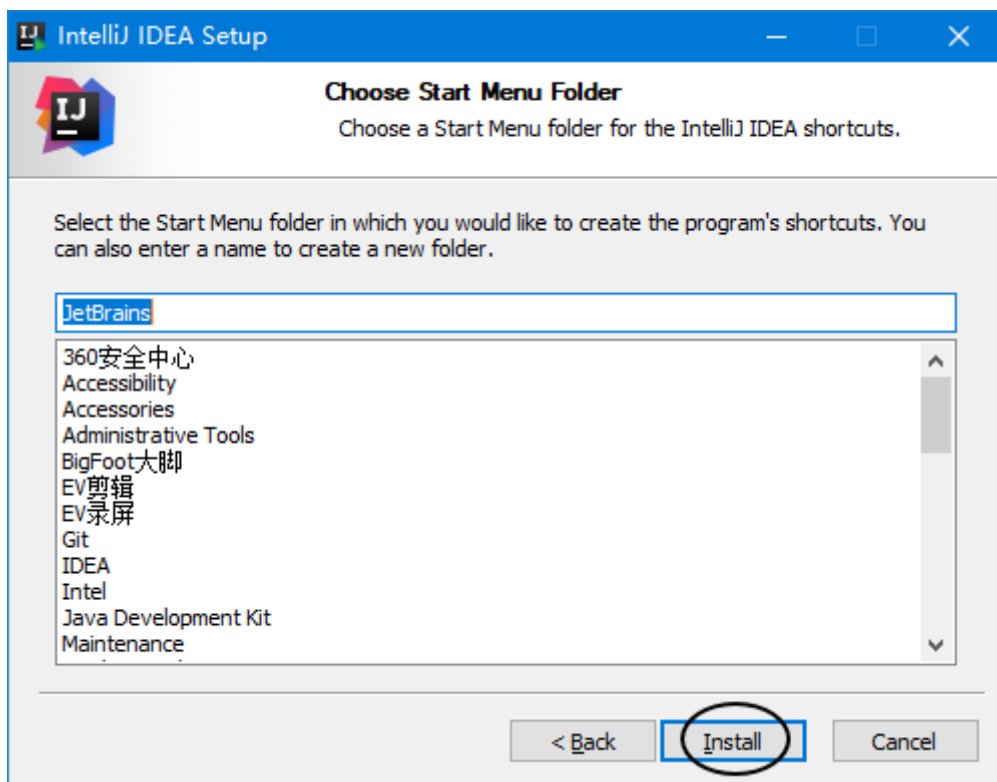 IntelliJ IDEA Setup
IJ
Choose Start Menu Folder
Choose a Start Menu folder for the IntelliJ IDEA shortcuts.
Select the Start Menu folder in which you would like to create the program's shortcuts. You
can also enter a name to create a new folder.
JetBrains
360安全中心
Accessibility
Accessories
Administrative Tools
BigFoot大脚
EV剪辑
EV录屏
Git
IDEA
Intel
Java Development Kit
Maintenance
< Back
Install
Cancel